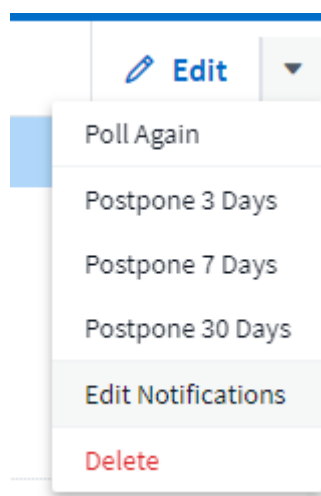 Edit
Poll Again
Postpone 3 Days
Postpone 7 Days
Postpone 30 Days
Edit Notifications
Delete